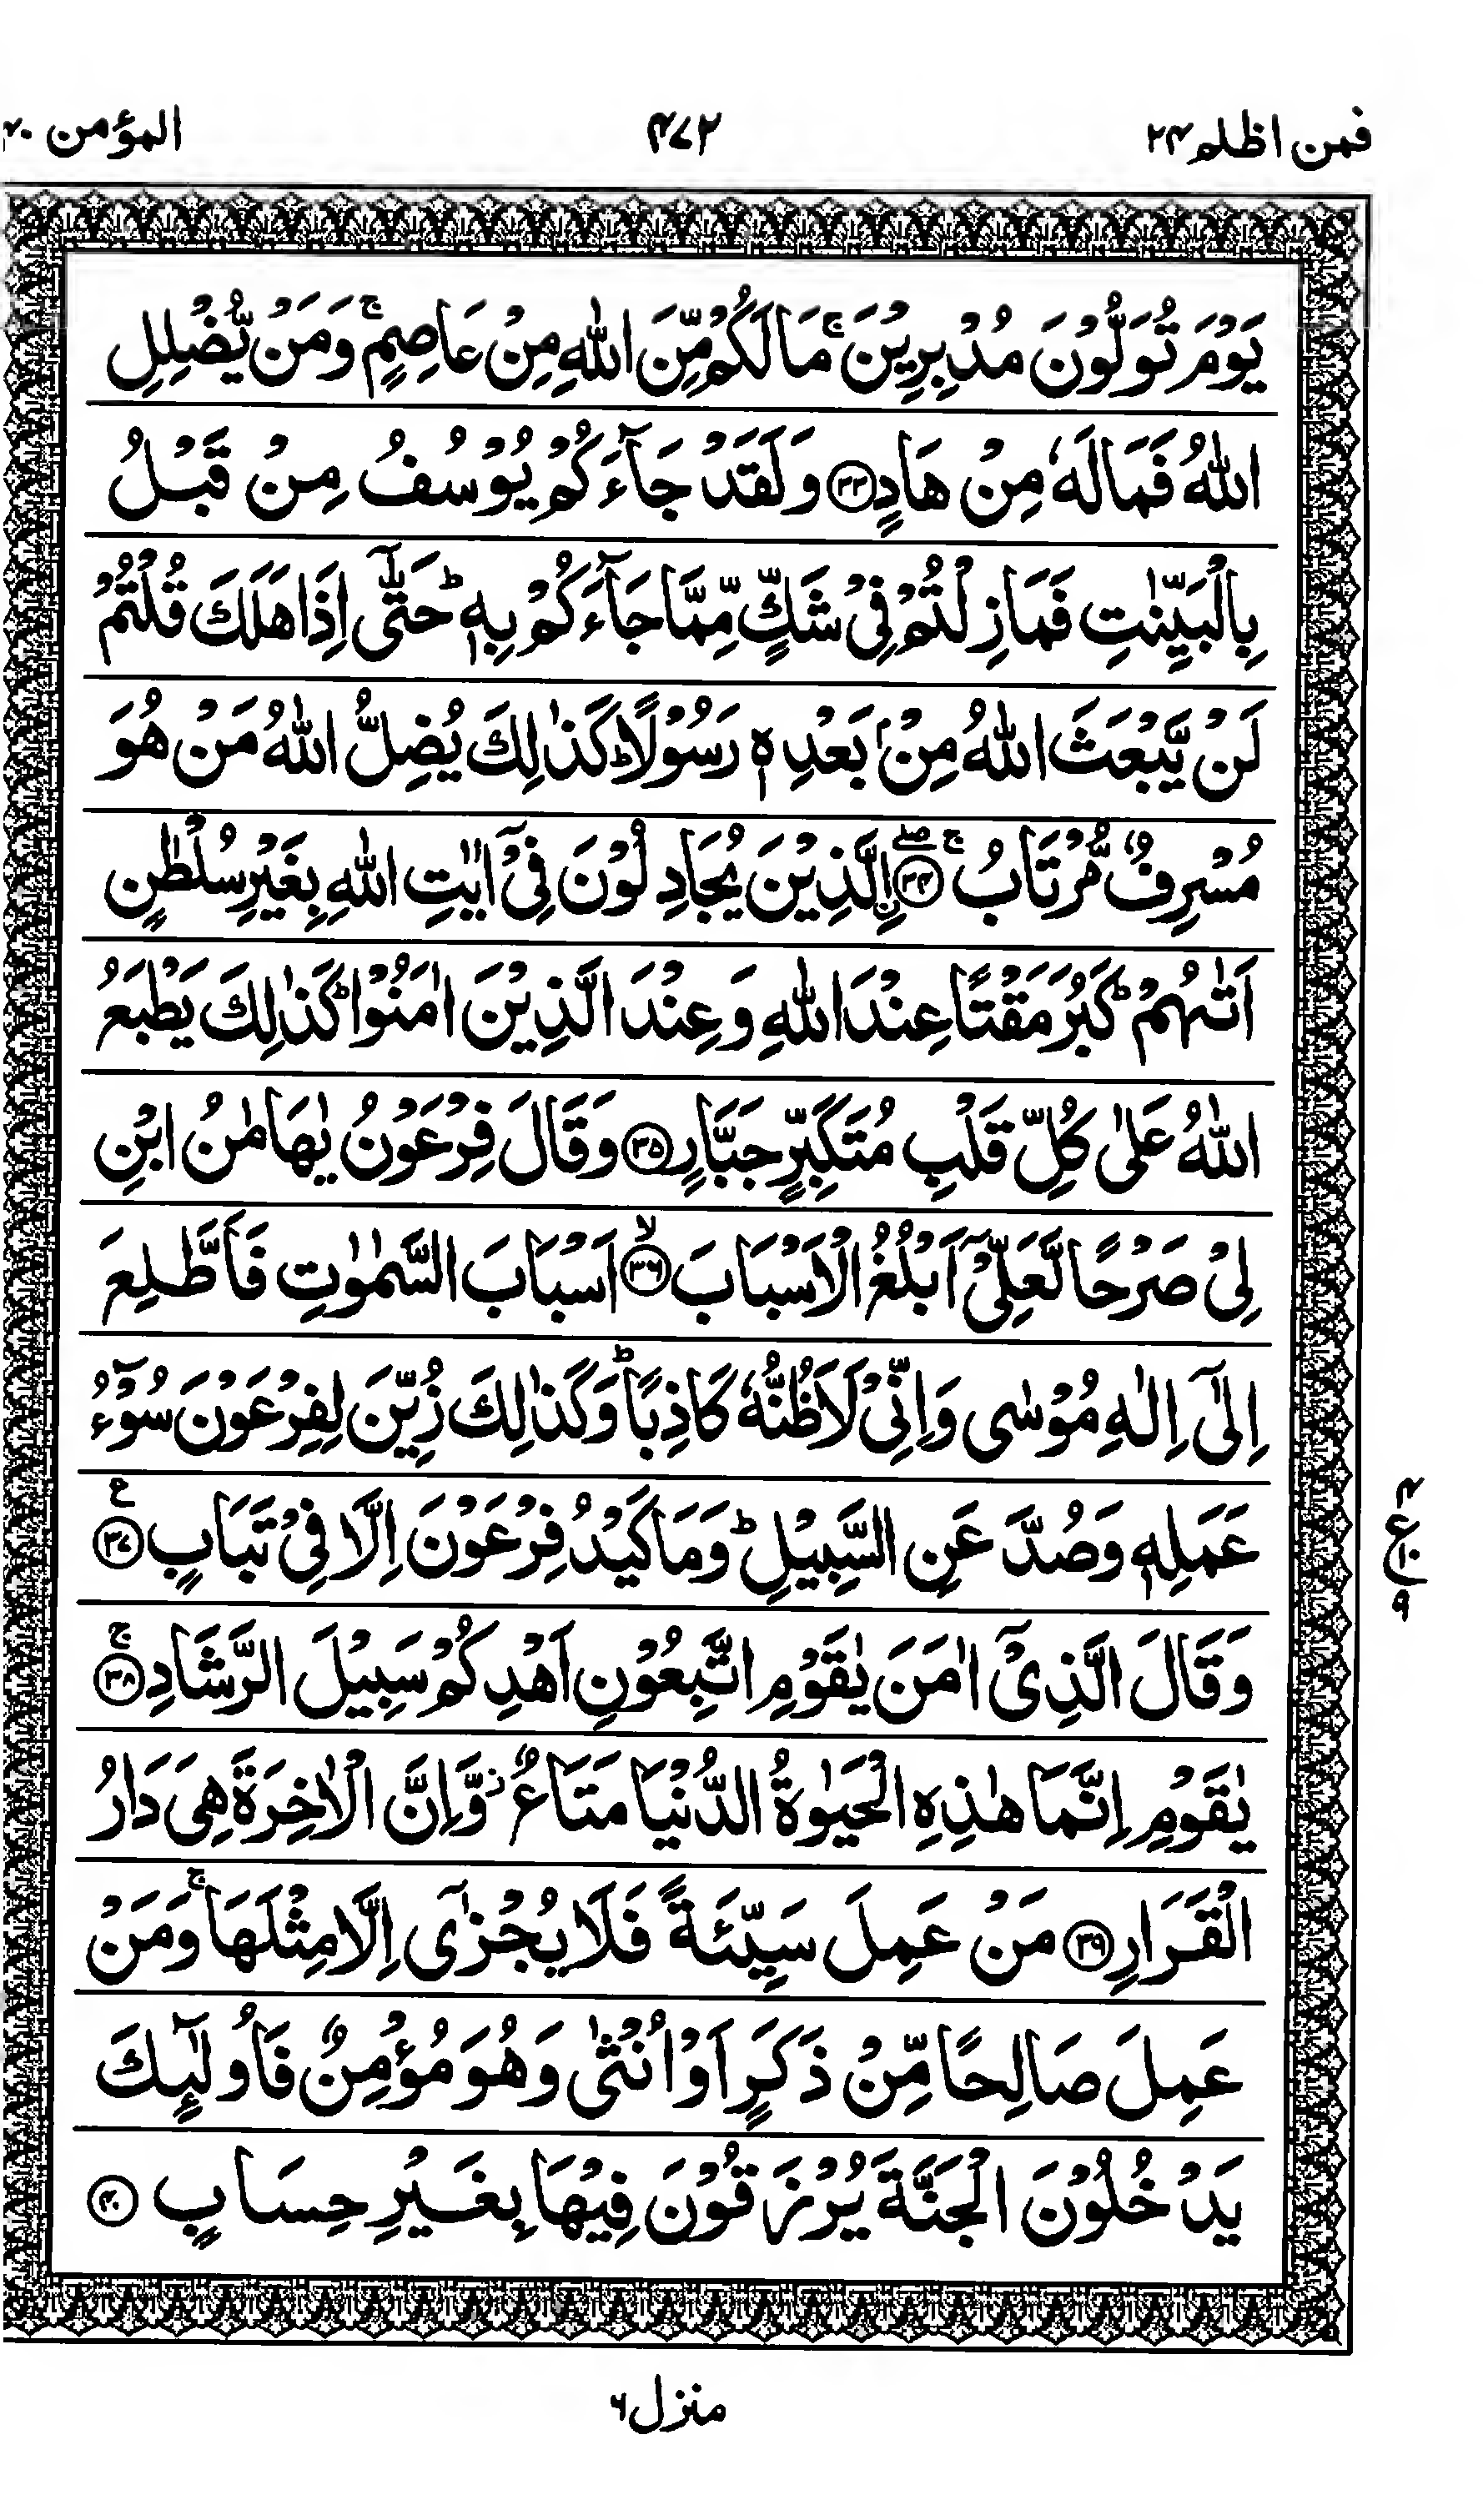 فمن اظلم ۲۴
۴۷۲
المؤمن ۴۰
يَوْمَ تُوَلُّوْنَ مُدْبِرِيْنَ ۚ مَا لَكُمْ مِّنَ اللّٰهِ مِنْ عَاصِمٍ ۚ وَمَنْ يُّضْلِلِ
اللّٰهُ فَمَا لَهٗ مِنْ هَادٍ ﴿۳۳﴾ وَلَقَدْ جَآءَكُمْ يُوْسُفُ مِنْ قَبْلُ
بِالْبَيِّنٰتِ فَمَا زِلْتُمْ فِيْ شَكٍّ مِّمَّا جَآءَكُمْ بِهٖ ؕ حَتّٰٓى اِذَا هَلَكَ قُلْتُمْ
لَنْ يَّبْعَثَ اللّٰهُ مِنْۢ بَعْدِهٖ رَسُوْلًا ؕ كَذٰلِكَ يُضِلُّ اللّٰهُ مَنْ هُوَ
مُسْرِفٌ مُّرْتَابُ ۚۖ ﴿۳۴﴾ نِ الَّذِيْنَ يُجَادِلُوْنَ فِيْٓ اٰيٰتِ اللّٰهِ بِغَيْرِ سُلْطٰنٍ
اَتٰىهُمْ ؕ كَبُرَ مَقْتًا عِنْدَ اللّٰهِ وَعِنْدَ الَّذِيْنَ اٰمَنُوْا ؕ كَذٰلِكَ يَطْبَعُ
اللّٰهُ عَلٰى كُلِّ قَلْبِ مُتَكَبِّرٍ جَبَّارٍ ﴿۳۵﴾ وَقَالَ فِرْعَوْنُ يٰهَامٰنُ ابْنِ
لِيْ صَرْحًا لَّعَلِّيْٓ اَبْلُغُ الْاَسْبَابَ ۙ ﴿۳۶﴾ اَسْبَابَ السَّمٰوٰتِ فَاَطَّلِعَ
اِلٰٓى اِلٰهِ مُوْسٰى وَاِنِّيْ لَاَظُنُّهٗ كَاذِبًا ؕ وَكَذٰلِكَ زُيِّنَ لِفِرْعَوْنَ سُوْٓءُ
عَمَلِهٖ وَصُدَّ عَنِ السَّبِيْلِ ؕ وَمَا كَيْدُ فِرْعَوْنَ اِلَّا فِيْ تَبَابٍ ﴿۳۷﴾ ع
وَقَالَ الَّذِيْٓ اٰمَنَ يٰقَوْمِ اتَّبِعُوْنِ اَهْدِكُمْ سَبِيْلَ الرَّشَادِ ۚ ﴿۳۸﴾
يٰقَوْمِ اِنَّمَا هٰذِهِ الْحَيٰوةُ الدُّنْيَا مَتَاعٌ ؗ وَّاِنَّ الْاٰخِرَةَ هِيَ دَارُ
الْقَرَارِ ﴿۳۹﴾ مَنْ عَمِلَ سَيِّئَةً فَلَا يُجْزٰٓى اِلَّا مِثْلَهَا ۚ وَمَنْ
عَمِلَ صَالِحًا مِّنْ ذَكَرٍ اَوْ اُنْثٰى وَهُوَ مُؤْمِنٌ فَاُولٰٓئِكَ
يَدْخُلُوْنَ الْجَنَّةَ يُرْزَقُوْنَ فِيْهَا بِغَيْرِ حِسَابٍ ﴿۴۰﴾
۴
ع ۱۰
۹
منزل ۶